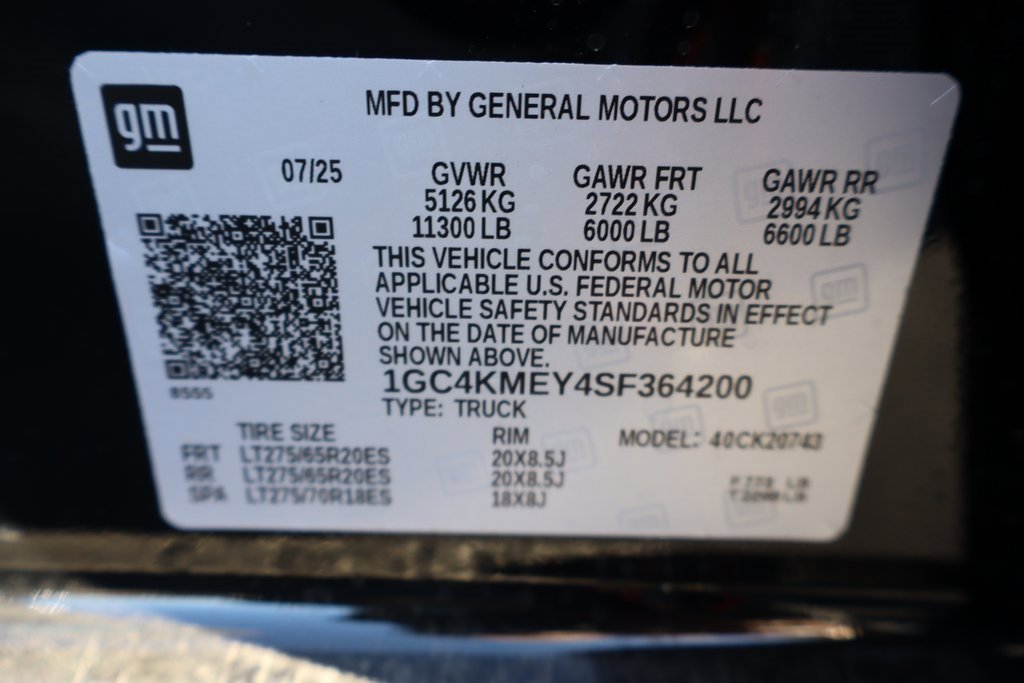 gm
MFD BY GENERAL MOTORS LLC
07/25
GVWR GAWR FRT GAWR RR
5126 KG 2722 KG 2994 KG
11300 LB 6000 LB 6600 LB
THIS VEHICLE CONFORMS TO ALL
APPLICABLE U.S. FEDERAL MOTOR
VEHICLE SAFETY STANDARDS IN EFFECT
ON THE DATE OF MANUFACTURE
SHOWN ABOVE.
1GC4KMEY4SF364200
8555
TYPE: TRUCK
TIRE SIZE RIM MODEL: 40CK20743
FRT LT275/65R20ES 20X8.5J
RR LT275/65R20ES 20X8.5J
SPA LT275/70R18ES 18X8J